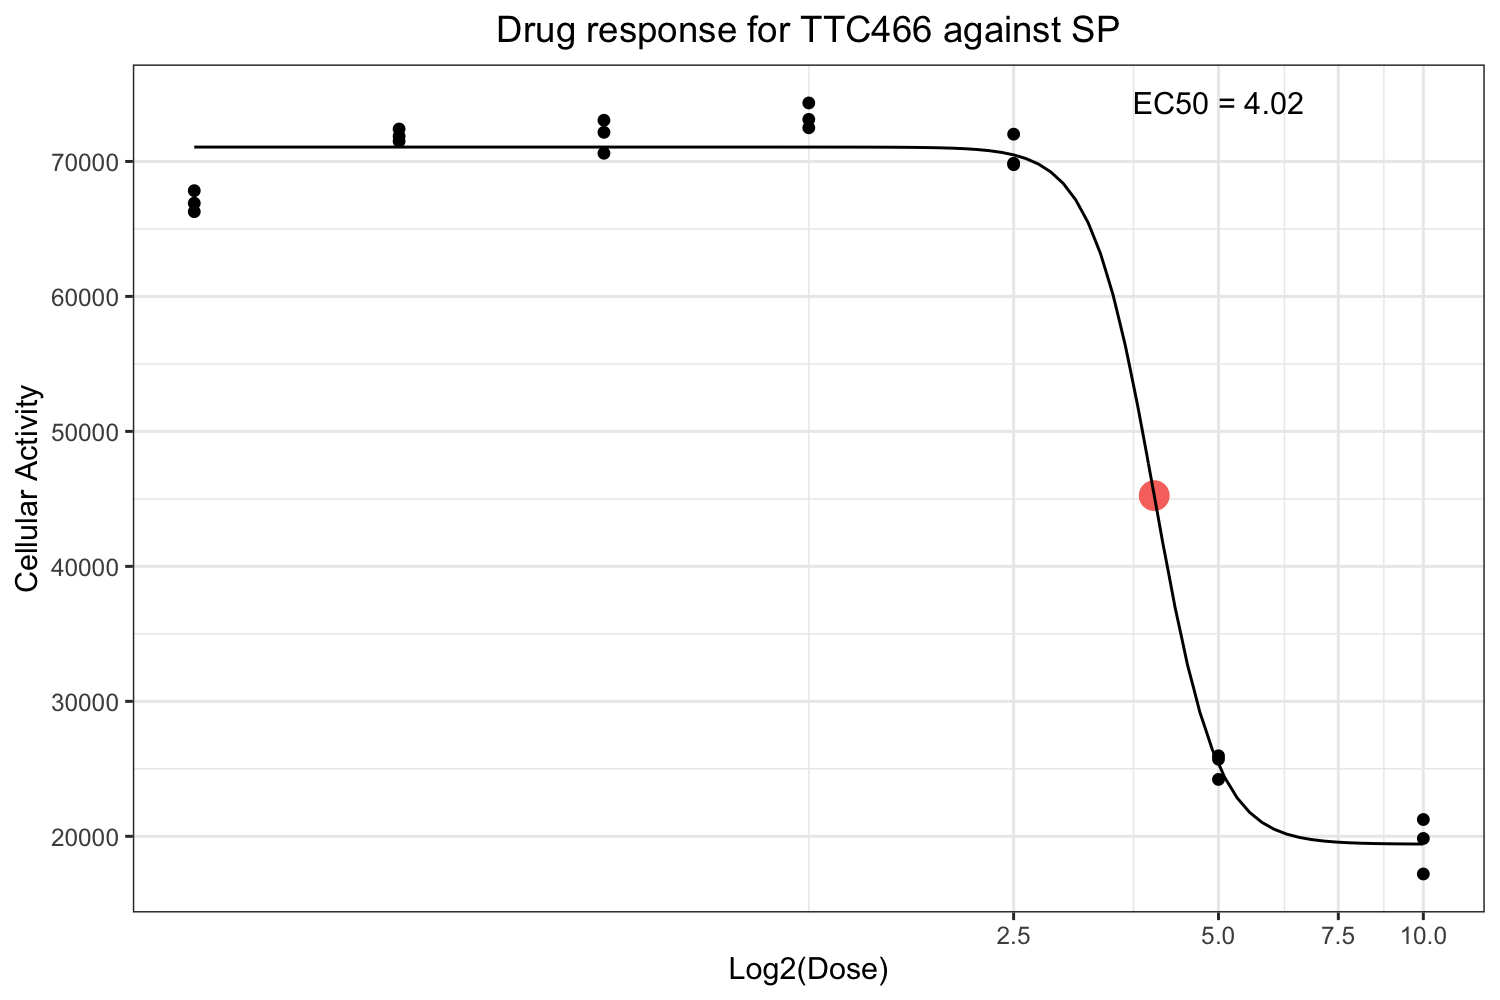 Drug response for TTC466 against SP
EC50 = 4.02
70000
60000
50000
40000
30000
20000
Cellular Activity
2.5 5.0 7.5 10.0
Log2(Dose)